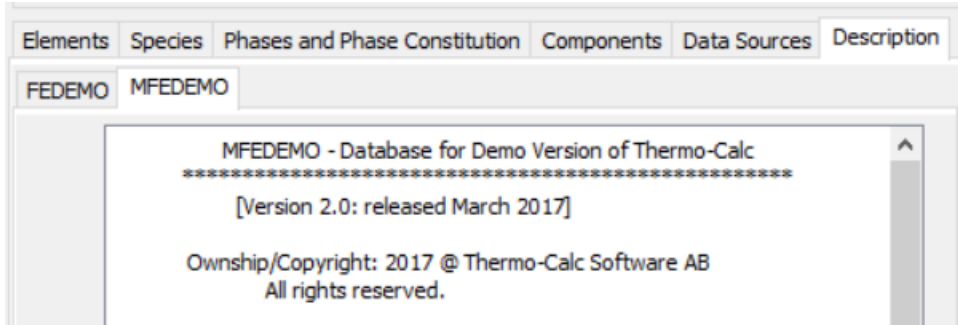 Elements Species Phases and Phase Constitution Components Data Sources Description
FEDEMO MFEDEMO
MFEDEMO - Database for Demo Version of Thermo-Calc
***************************************************
[Version 2.0: released March 2017]
Ownship/Copyright: 2017 @ Thermo-Calc Software AB
All rights reserved.